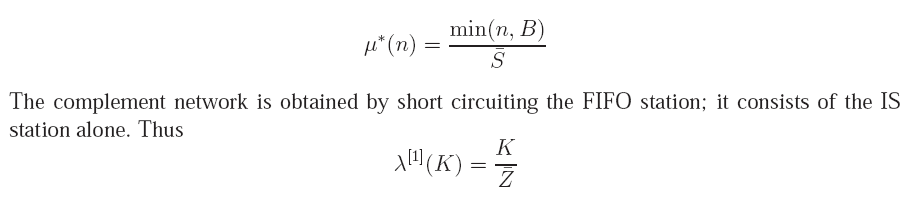 μ*(n) = min(n, B) / S̄
The complement network is obtained by short circuiting the FIFO station; it consists of the IS
station alone. Thus
λ^[1](K) = K / Z̄